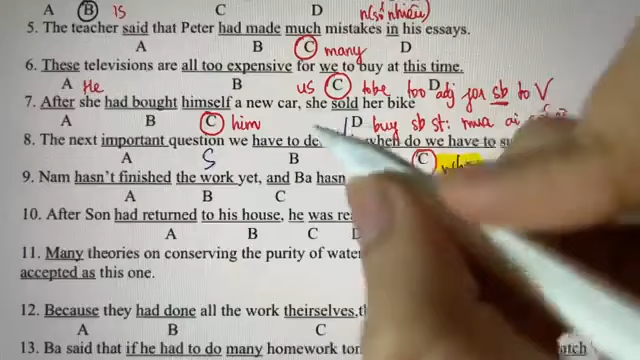 A B is C D n(số nhiều)
5. The teacher said that Peter had made much mistakes in his essays.
A B C many D
6. These televisions are all too expensive for we to buy at this time.
A He B us C tobe too adj for sb to V D
7. After she had bought himself a new car, she sold her bike
A B C him D buy sb st: mua ai
8. The next important question we have to when do we have to
A S B C
9. Nam hasn't finished the work yet, and Ba
A B C
10. After Son had returned to his house, he was
A B C D
11. Many theories on conserving the purity of
accepted as this one.
12. Because they had done all the work theirselves,
A B C
13. Ba said that if he had to do many homework